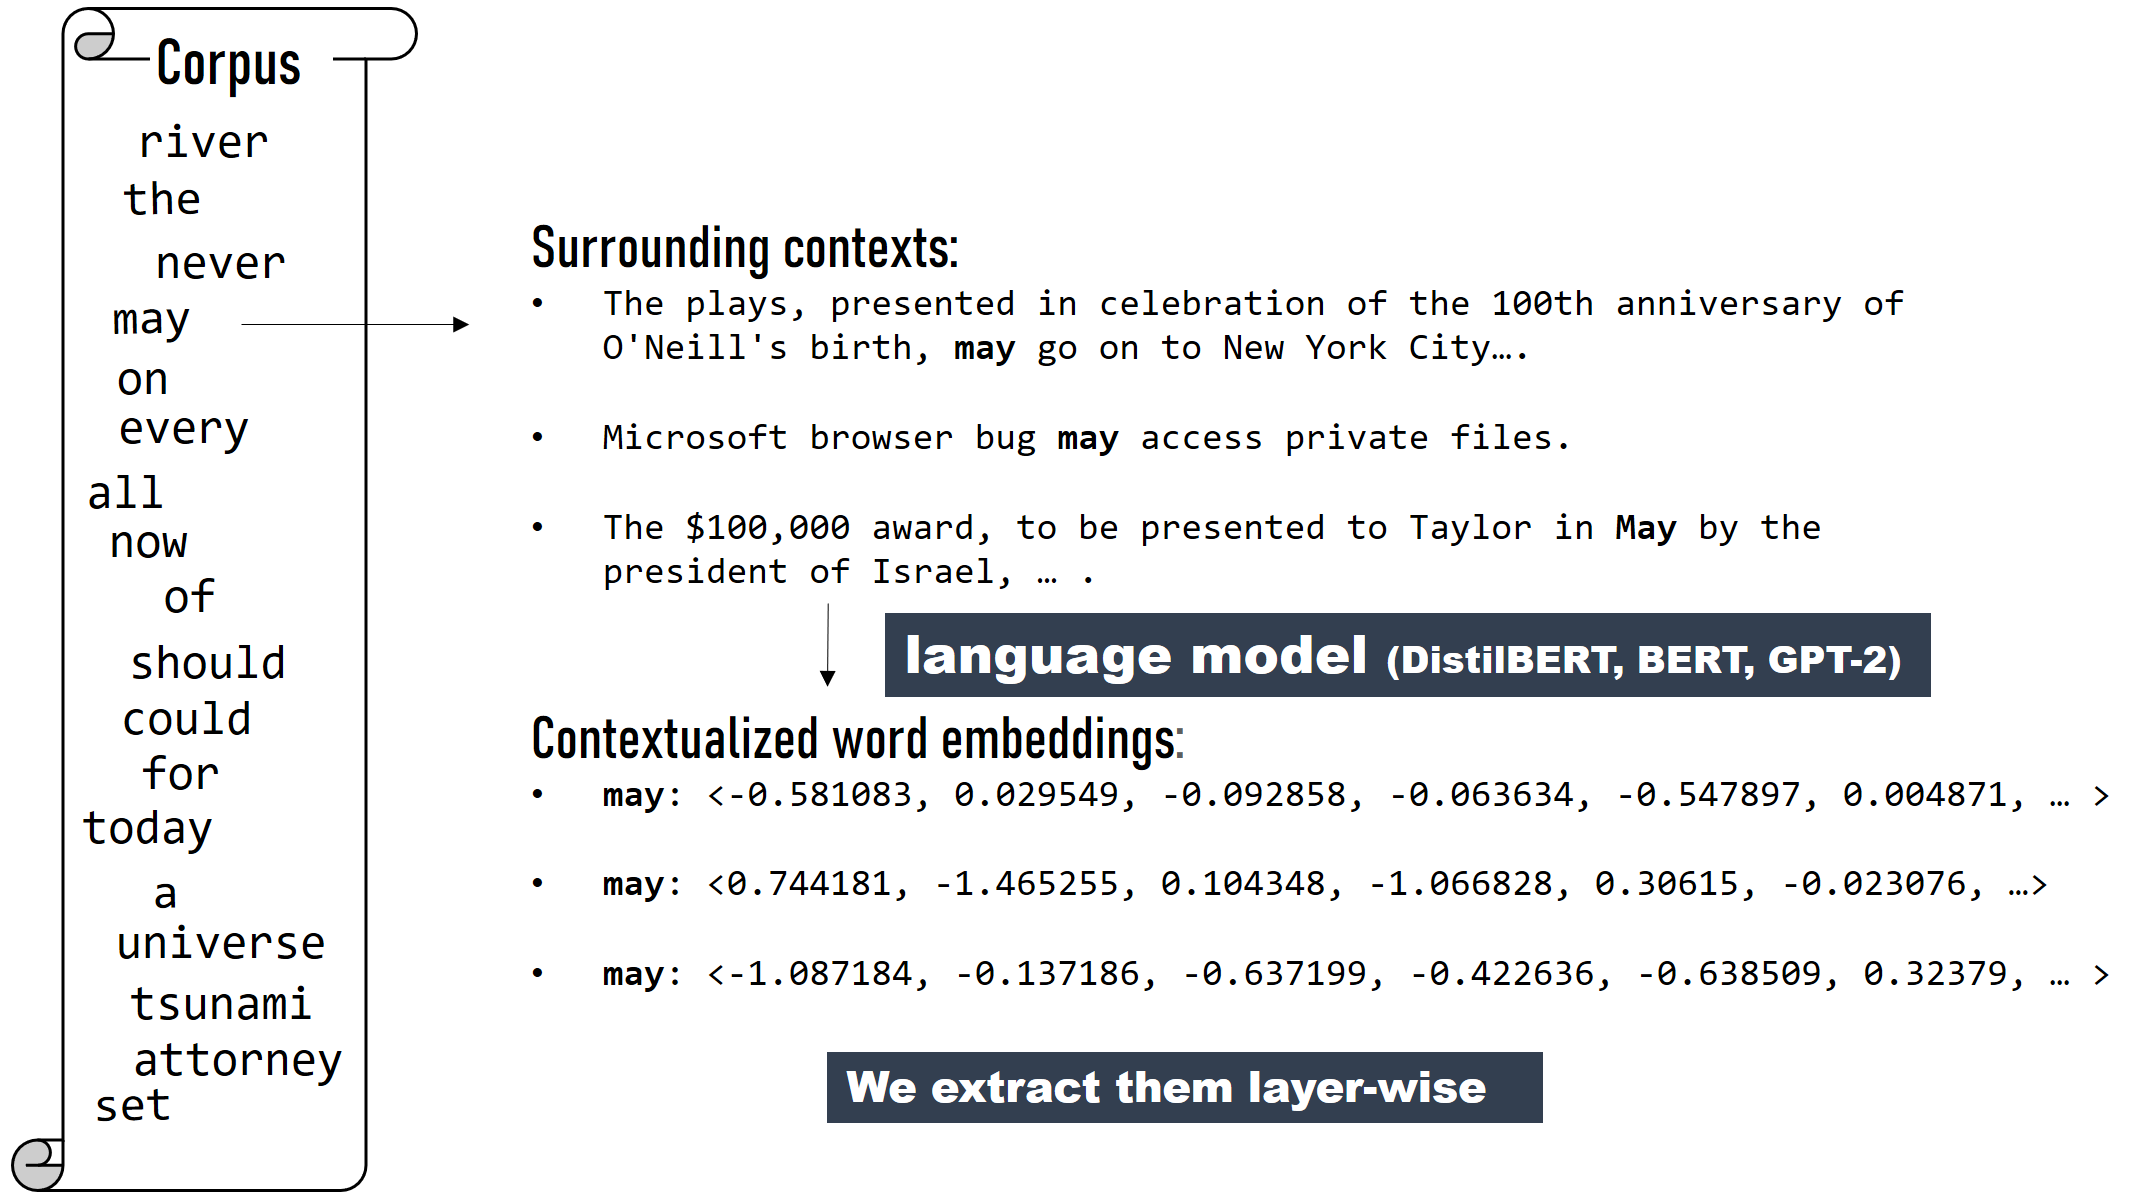 Corpus
river
the
never
may
on
every
all
now
of
should
could
for
today
a
universe
tsunami
attorney
set
Surrounding contexts:
• The plays, presented in celebration of the 100th anniversary of
O'Neill's birth, may go on to New York City….
• Microsoft browser bug may access private files.
• The $100,000 award, to be presented to Taylor in May by the
president of Israel, … .
language model (DistilBERT, BERT, GPT-2)
Contextualized word embeddings:
• may: <-0.581083, 0.029549, -0.092858, -0.063634, -0.547897, 0.004871, … >
• may: <0.744181, -1.465255, 0.104348, -1.066828, 0.30615, -0.023076, …>
• may: <-1.087184, -0.137186, -0.637199, -0.422636, -0.638509, 0.32379, … >
We extract them layer-wise